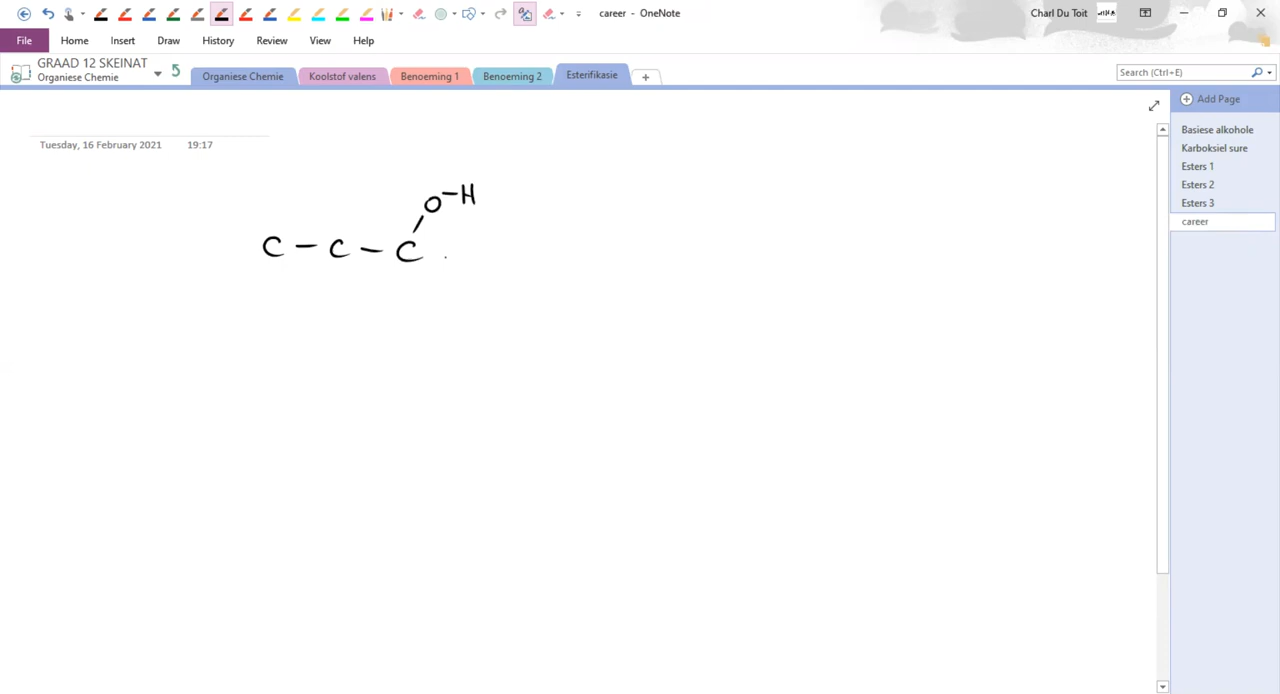 career - OneNote
Charl Du Toit
File Home Insert Draw History Review View Help
GRAAD 12 SKEINAT
Organiese Chemie
Organiese Chemie Koolstof valens Benoeming 1 Benoeming 2 Esterifikasie +
Search (Ctrl+E)
Add Page
Basiese alkohole
Karboksiel sure
Esters 1
Esters 2
Esters 3
career
Tuesday, 16 February 2021 19:17
O-H
C - C - C